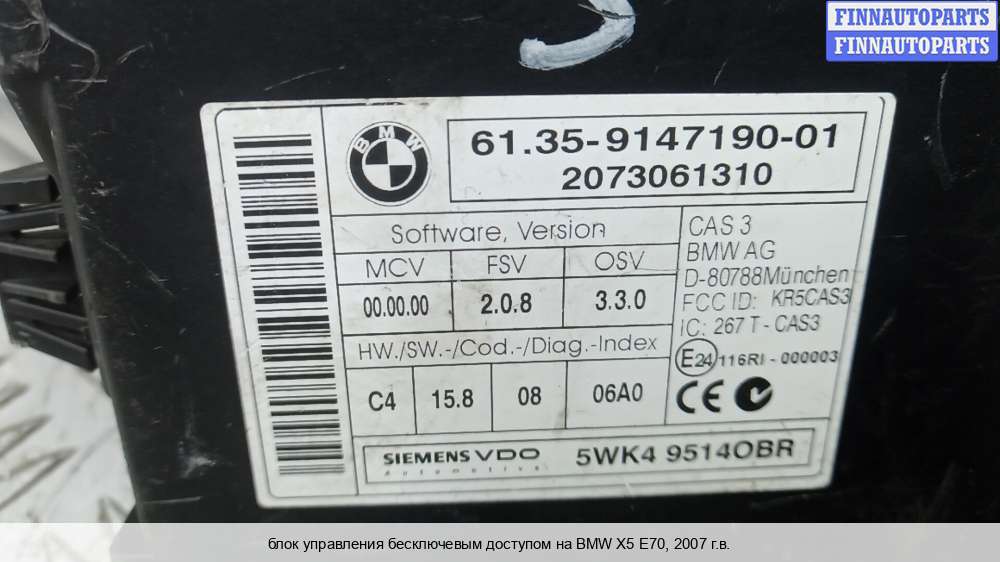 FINNAUTOPARTS
FINNAUTOPARTS
BMW
61.35-9147190-01
2073061310
Software, Version
MCV FSV OSV
00.00.00 2.0.8 3.3.0
HW./SW.-/Cod.-/Diag.-Index
C4 15.8 08 06A0
CAS 3
BMW AG
D-80788München
FCC ID: KR5CAS3
IC: 267 T - CAS3
E24 116RI - 000003
CE
SIEMENS VDO
Automotive
5WK4 9514OBR
блок управления бесключевым доступом на BMW X5 E70, 2007 г.в.